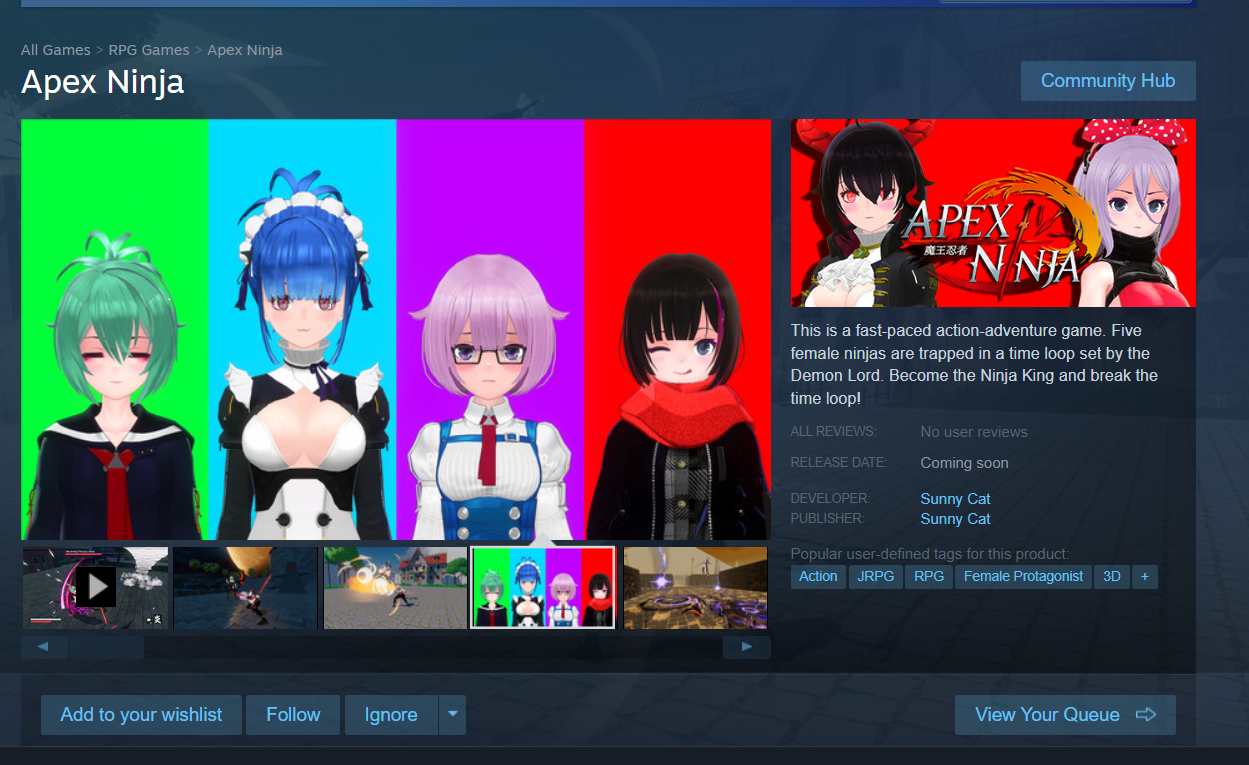 All Games > RPG Games > Apex Ninja
Apex Ninja
Community Hub
APEX
魔王忍者
NINJA
This is a fast-paced action-adventure game. Five
female ninjas are trapped in a time loop set by the
Demon Lord. Become the Ninja King and break the
time loop!
ALL REVIEWS: No user reviews
RELEASE DATE: Coming soon
DEVELOPER: Sunny Cat
PUBLISHER: Sunny Cat
Popular user-defined tags for this product:
Action JRPG RPG Female Protagonist 3D +
Add to your wishlist Follow Ignore
View Your Queue